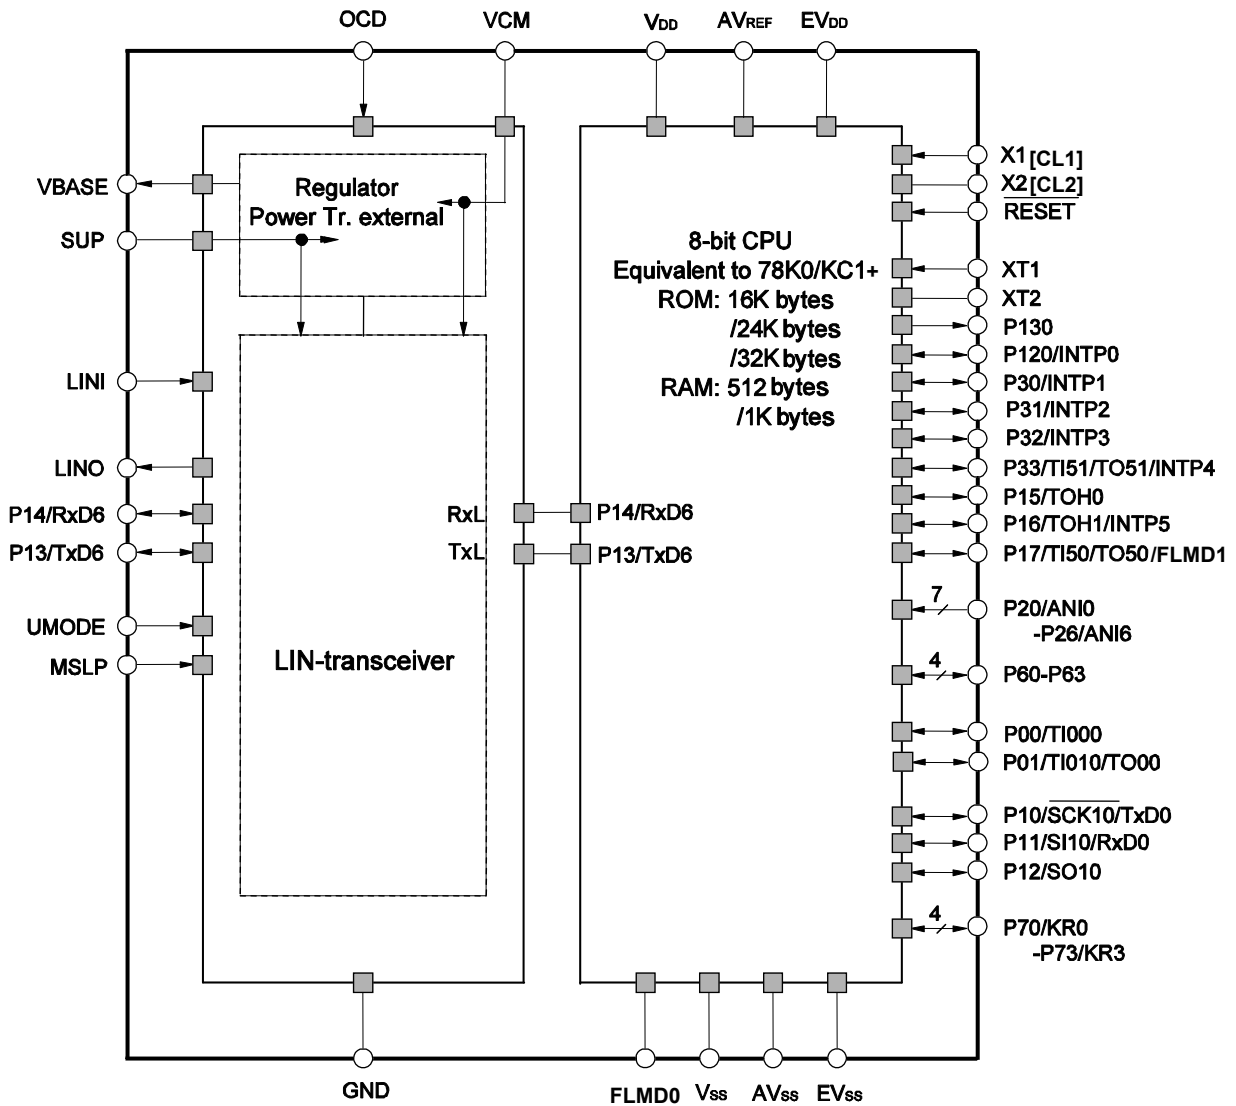 OCD
VCM
VDD
AVREF
EVDD
VBASE
SUP
LINI
LINO
P14/RxD6
P13/TxD6
UMODE
MSLP
Regulator
Power Tr. external
LIN-transceiver
RxL
TxL
P14/RxD6
P13/TxD6
8-bit CPU
Equivalent to 78K0/KC1+
ROM: 16K bytes
/24K bytes
/32K bytes
RAM: 512 bytes
/1K bytes
X1[CL1]
X2[CL2]
RESET
XT1
XT2
P130
P120/INTP0
P30/INTP1
P31/INTP2
P32/INTP3
P33/TI51/TO51/INTP4
P15/TOH0
P16/TOH1/INTP5
P17/TI50/TO50/FLMD1
7
P20/ANI0
-P26/ANI6
4
P60-P63
P00/TI000
P01/TI010/TO00
P10/SCK10/TxD0
P11/SI10/RxD0
P12/SO10
4
P70/KR0
-P73/KR3
GND
FLMD0
VSS
AVSS
EVSS